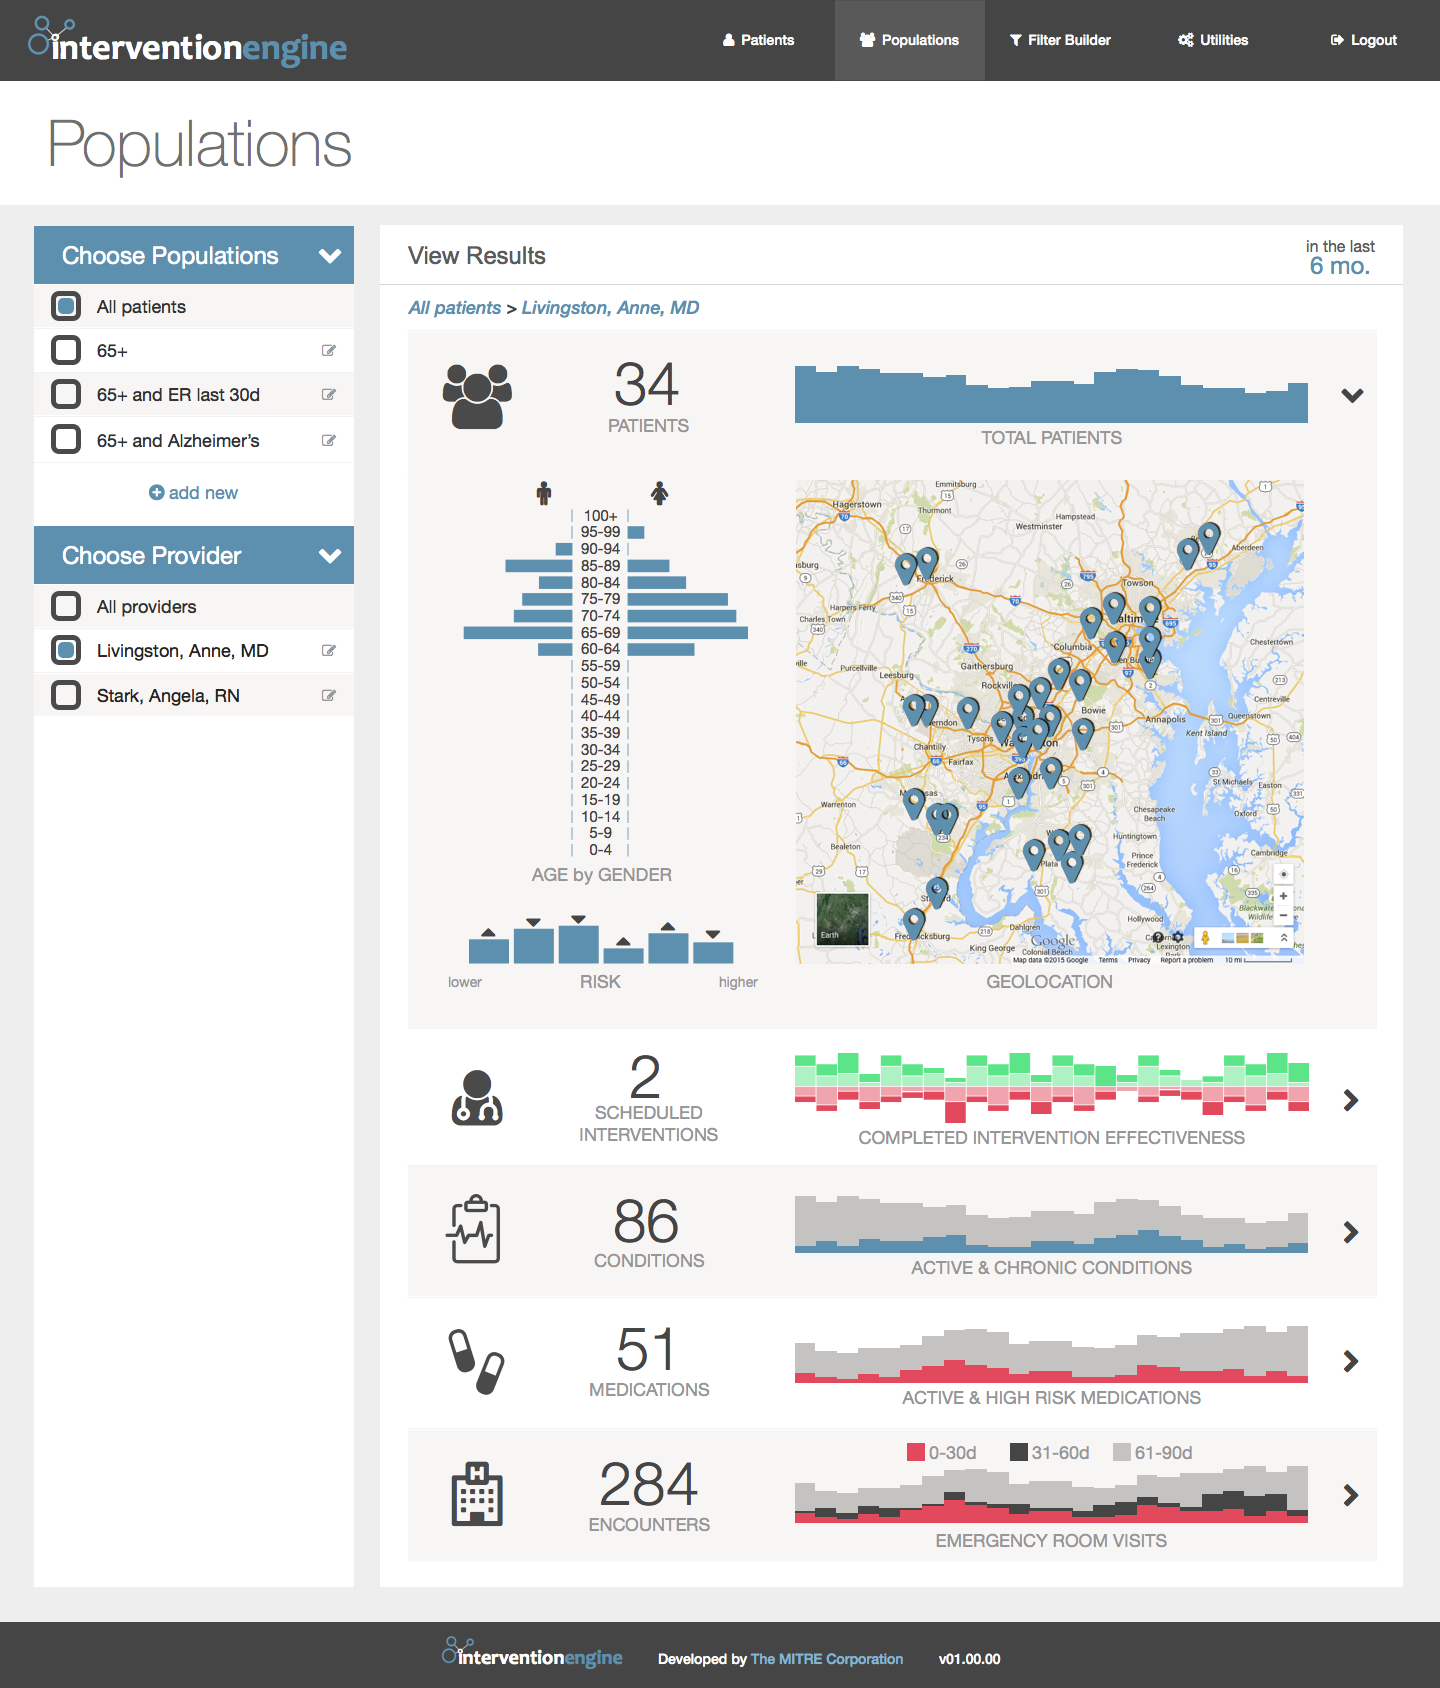 interventionengine
Patients
Populations
Filter Builder
Utilities
Logout
Populations
Choose Populations
All patients
65+
65+ and ER last 30d
65+ and Alzheimer's
add new
Choose Provider
All providers
Livingston, Anne, MD
Stark, Angela, RN
View Results
in the last
6 mo.
All patients > Livingston, Anne, MD
34
PATIENTS
TOTAL PATIENTS
100+
95-99
90-94
85-89
80-84
75-79
70-74
65-69
60-64
55-59
50-54
45-49
40-44
35-39
30-34
25-29
20-24
15-19
10-14
5-9
0-4
AGE by GENDER
lower
RISK
higher
Emmitsburg
Hagerstown
Thurmont
Hampstead
Westminster
Aberdeen
Frederick
Towson
Harpers Ferry
Charles Town
Columbia
Chestertown
Gaithersburg
Purcellville
Leesburg
Centreville
Bowie
Annapolis
Queenstown
Kent Island
Tysons
Chantilly
Fairfax
St Michaels
Easton
Warrenton
Chesapeake
Beach
Oxford
Huntingtown
Bealeton
Prince
Frederick
Cambridge
Plata
Hollywood
Dahlgren
King George
Colonial Beach
Lexington
Earth
Google
Map data ©2015 Google
Terms
Privacy
Report a problem
10 mi
GEOLOCATION
2
SCHEDULED
INTERVENTIONS
COMPLETED INTERVENTION EFFECTIVENESS
86
CONDITIONS
ACTIVE & CHRONIC CONDITIONS
51
MEDICATIONS
ACTIVE & HIGH RISK MEDICATIONS
0-30d
31-60d
61-90d
284
ENCOUNTERS
EMERGENCY ROOM VISITS
interventionengine
Developed by The MITRE Corporation
v01.00.00